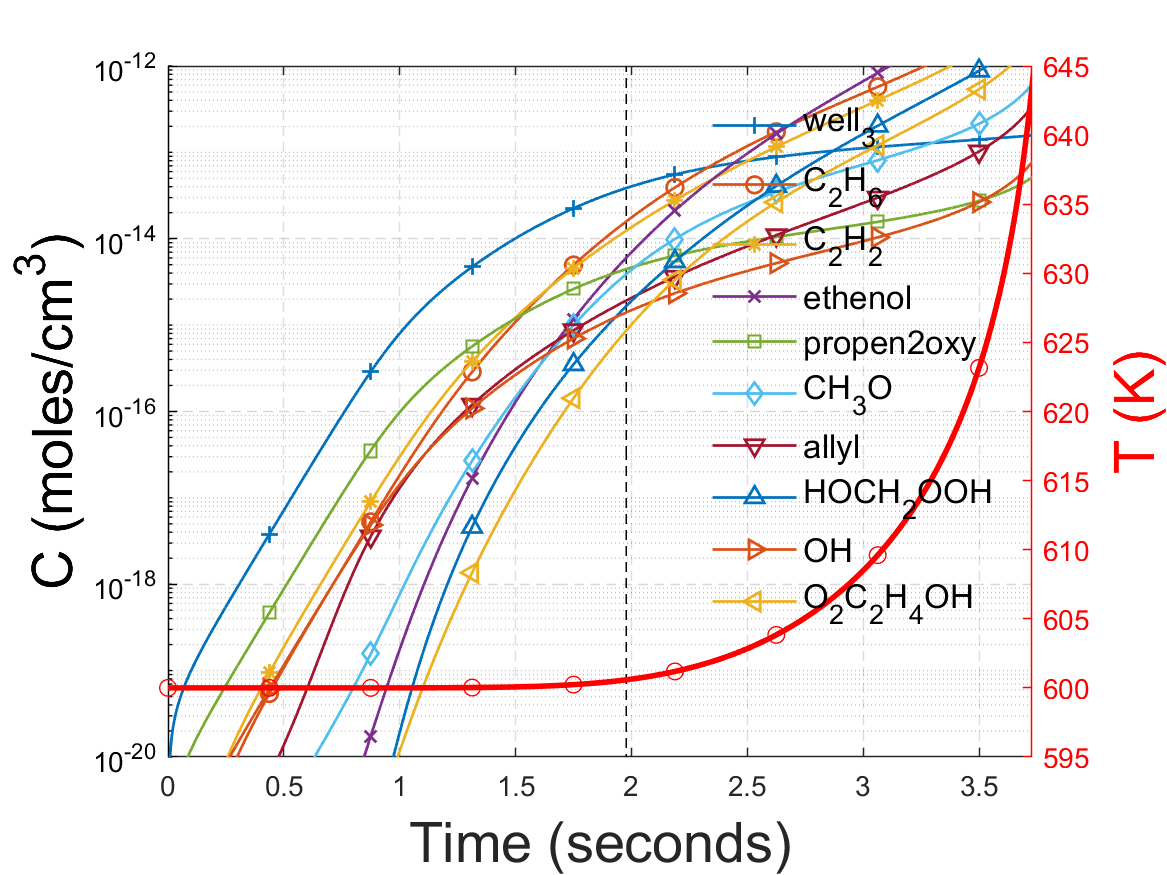 10^-12
10^-14
10^-16
10^-18
10^-20
C (moles/cm^3)
0 0.5 1 1.5 2 2.5 3 3.5
Time (seconds)
645
640
635
630
625
620
615
610
605
600
595
T (K)
well_3
C_2H_6
C_2H_2
ethenol
propen2oxy
CH_3O
allyl
HOCH_2OOH
OH
O_2C_2H_4OH